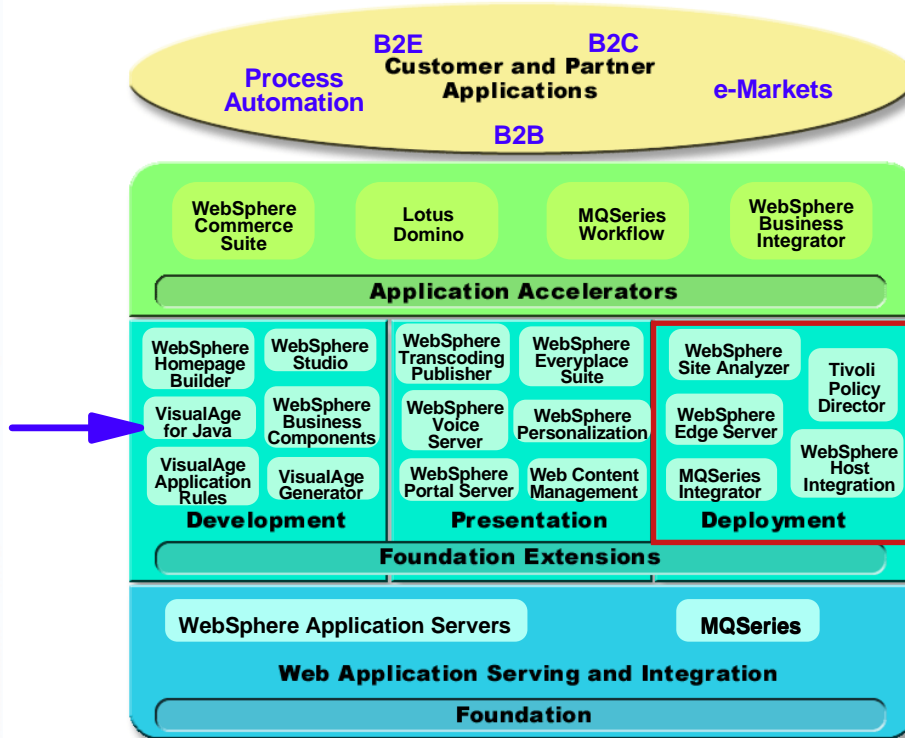 B2E
B2C
Customer and Partner
Applications
Process
Automation
e-Markets
B2B
WebSphere
Commerce
Suite
Lotus
Domino
MQSeries
Workflow
WebSphere
Business
Integrator
Application Accelerators
WebSphere
Homepage
Builder
WebSphere
Studio
VisualAge
for Java
WebSphere
Business
Components
VisualAge
Application
Rules
VisualAge
Generator
Development
WebSphere
Transcoding
Publisher
WebSphere
Everyplace
Suite
WebSphere
Voice
Server
WebSphere
Personalization
WebSphere
Portal Server
Web Content
Management
Presentation
WebSphere
Site Analyzer
Tivoli
Policy
Director
WebSphere
Edge Server
WebSphere
Host
Integration
MQSeries
Integrator
Deployment
Foundation Extensions
WebSphere Application Servers
MQSeries
Web Application Serving and Integration
Foundation